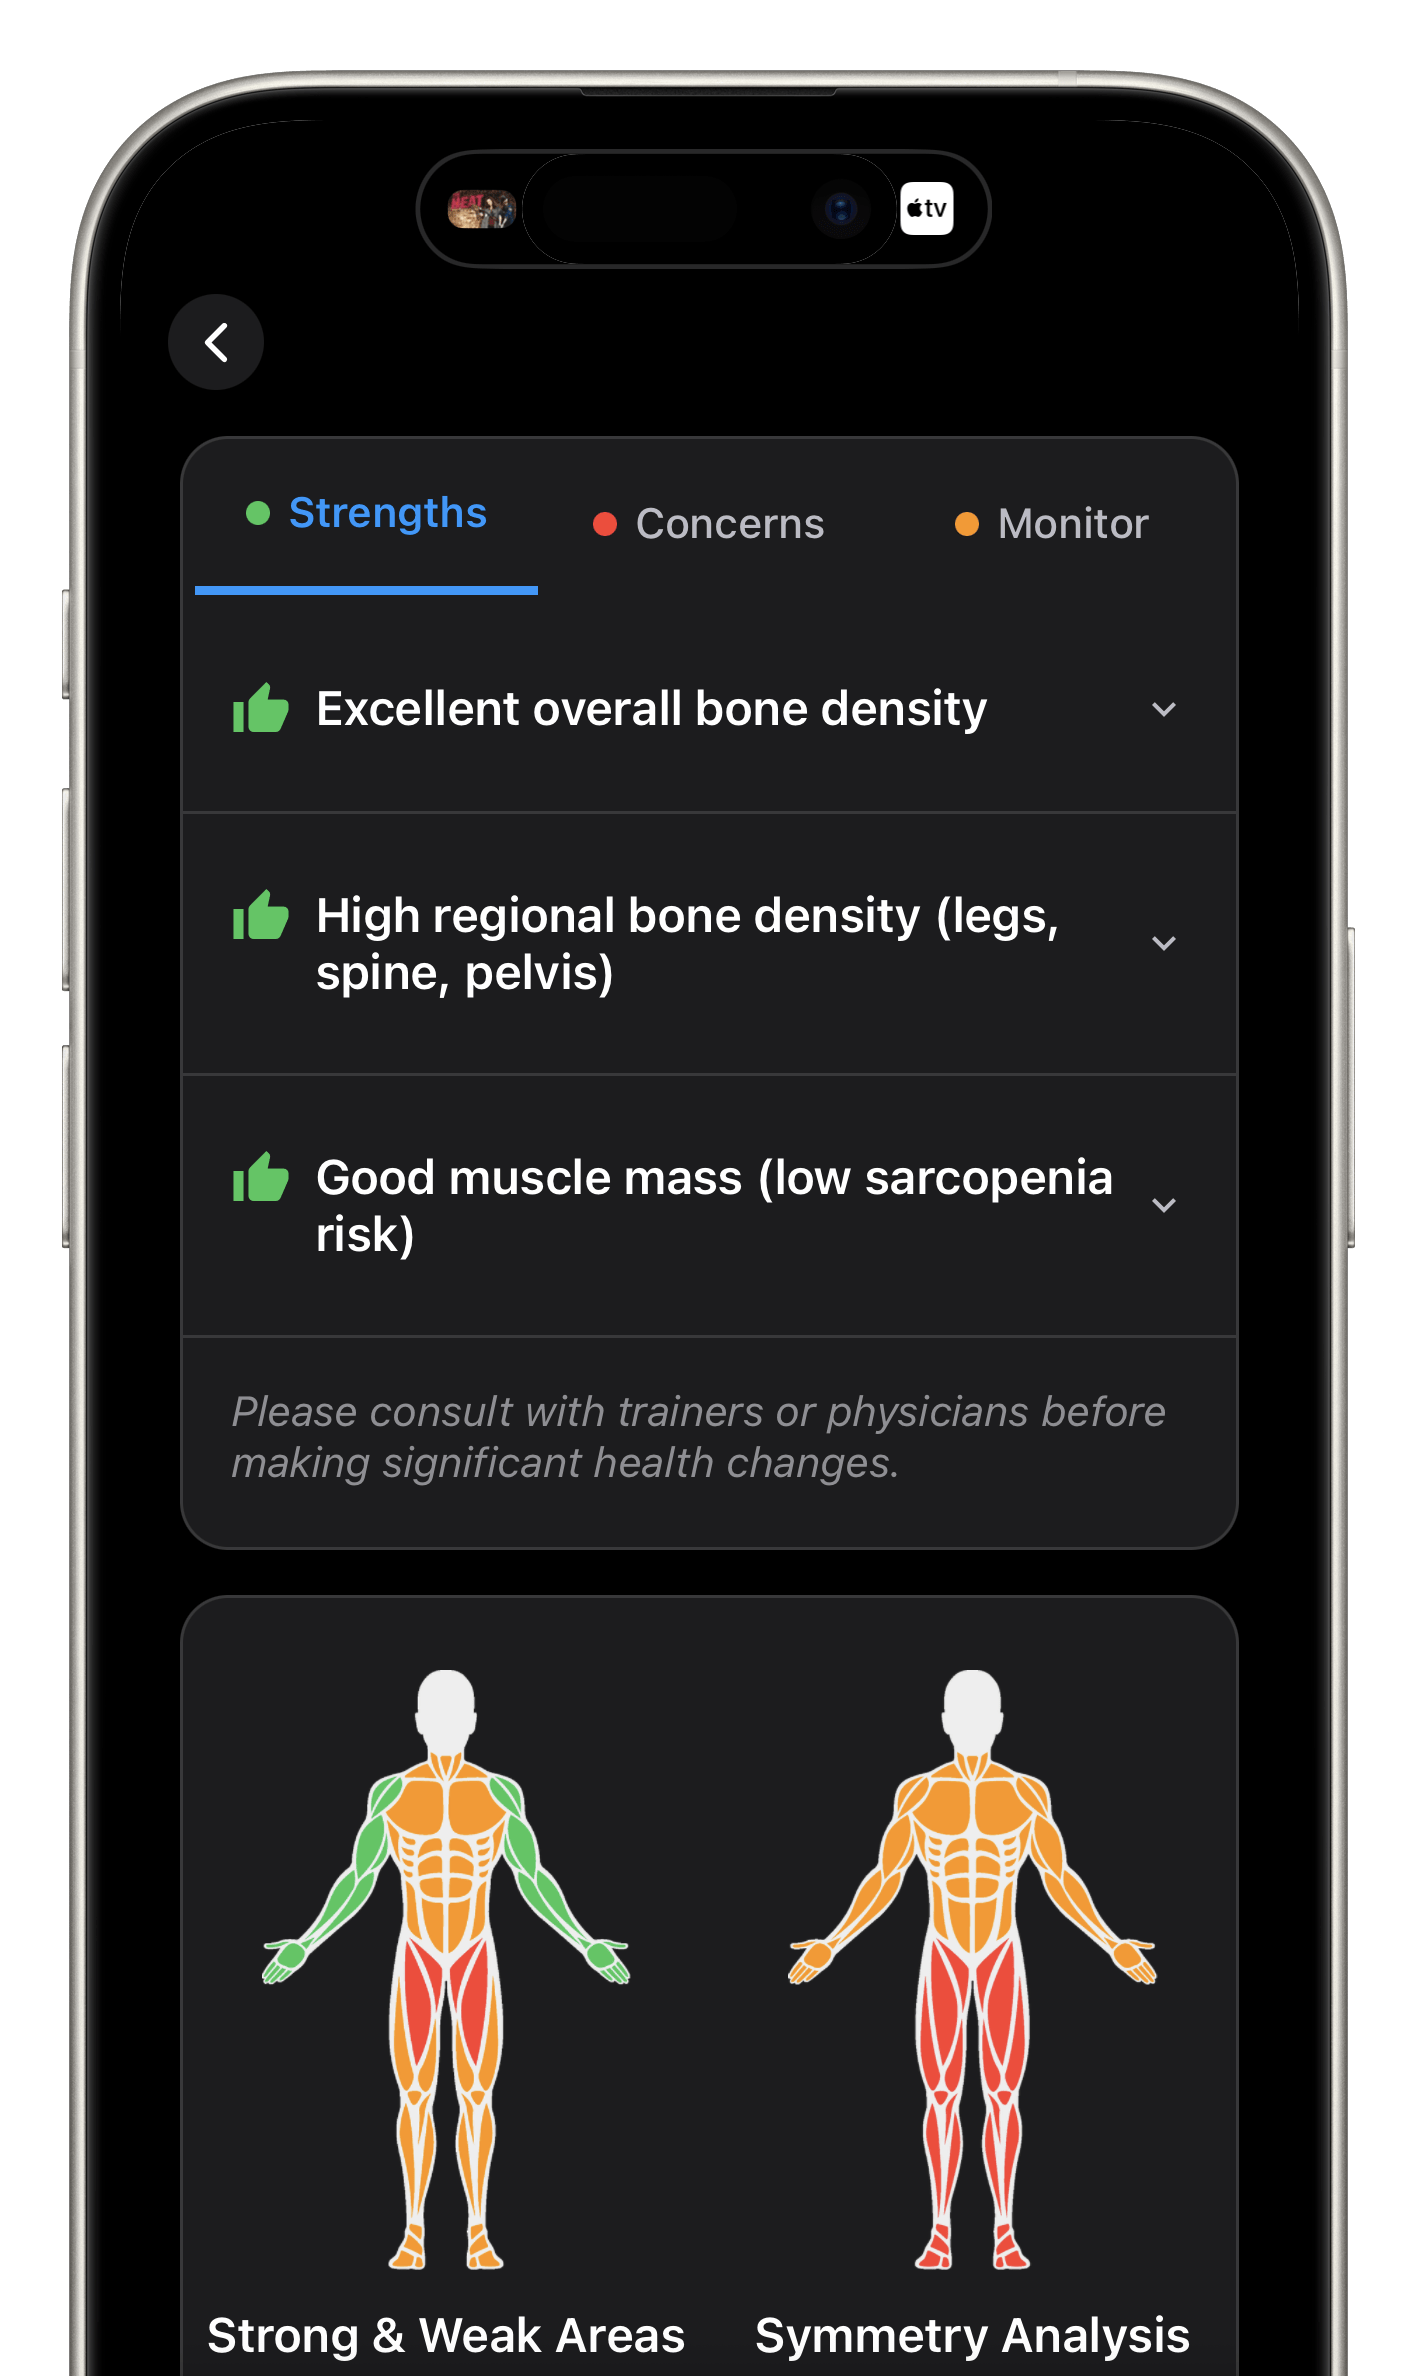 HEAT
tv
Strengths
Concerns
Monitor
Excellent overall bone density
High regional bone density (legs,
spine, pelvis)
Good muscle mass (low sarcopenia
risk)
Please consult with trainers or physicians before
making significant health changes.
Strong & Weak Areas
Symmetry Analysis